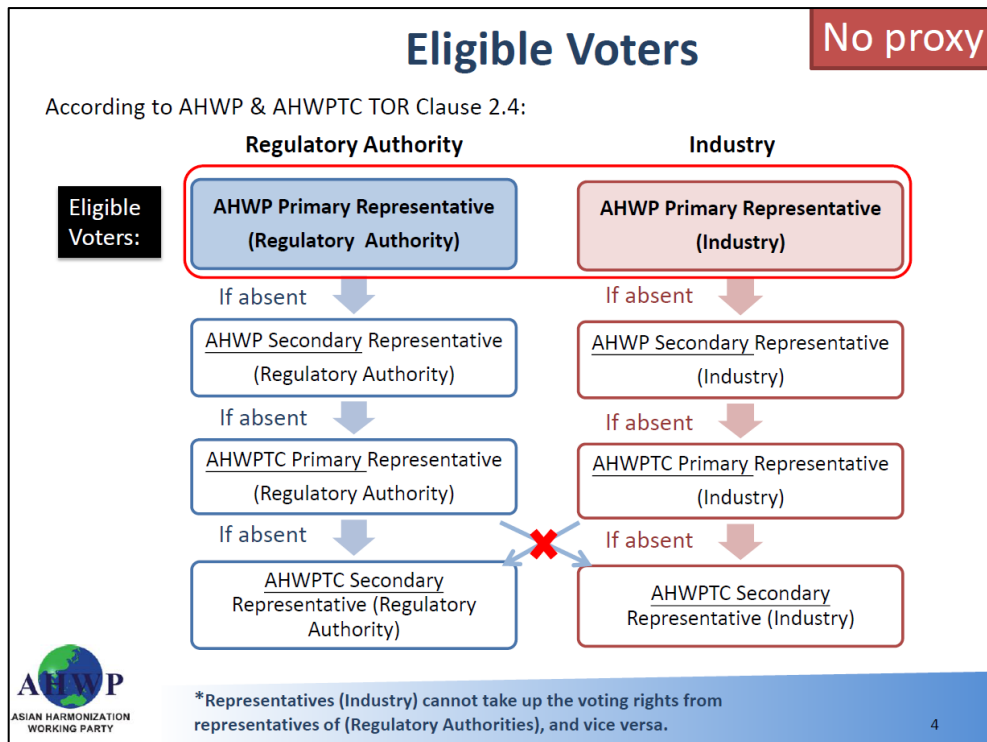 Eligible Voters
No proxy
According to AHWP & AHWPTC TOR Clause 2.4:
Regulatory Authority
Industry
Eligible
Voters:
AHWP Primary Representative
(Regulatory Authority)
AHWP Primary Representative
(Industry)
If absent
If absent
AHWP Secondary Representative
(Regulatory Authority)
AHWP Secondary Representative
(Industry)
If absent
If absent
AHWPTC Primary Representative
(Regulatory Authority)
AHWPTC Primary Representative
(Industry)
If absent
If absent
AHWPTC Secondary
Representative (Regulatory
Authority)
AHWPTC Secondary
Representative (Industry)
AHWP
ASIAN HARMONIZATION
WORKING PARTY
*Representatives (Industry) cannot take up the voting rights from
representatives of (Regulatory Authorities), and vice versa.
4